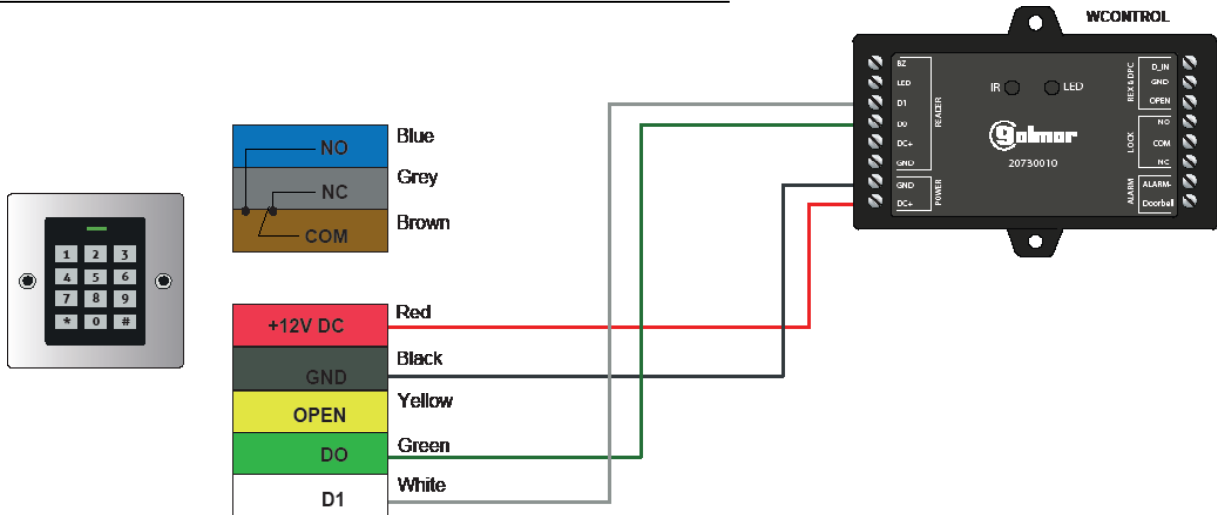 WCONTROL
BZ
LED
D1
D0
DC+
GND
READER
GND
DC+
POWER
IR
LED
golmar
20730010
REX & DPC
D_IN
GND
OPEN
LOCK
NO
COM
NC
ALARM
ALARM-
Doorbell
NO Blue
NC Grey
COM Brown
1 2 3
4 5 6
7 8 9
* 0 #
+12V DC Red
GND Black
OPEN Yellow
DO Green
D1 White